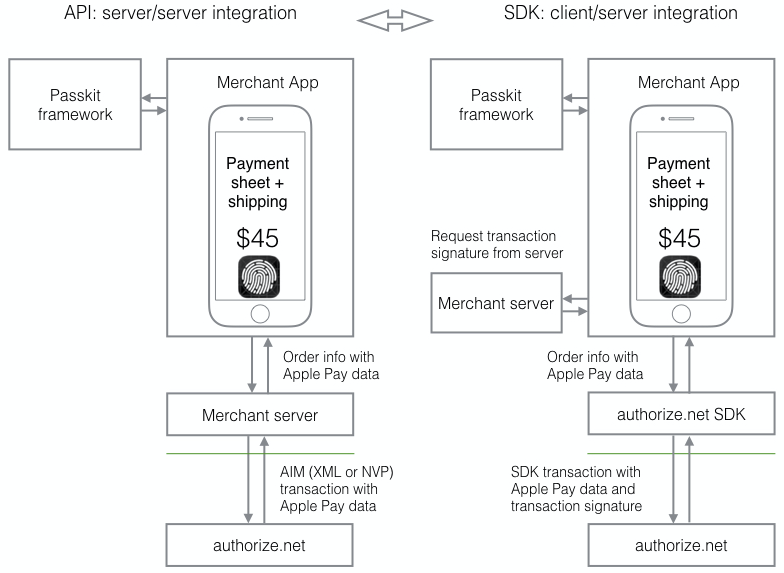 API: server/server integration
SDK: client/server integration
Passkit
framework
Merchant App
Payment
sheet +
shipping
$45
Order info with
Apple Pay data
Merchant server
AIM (XML or NVP)
transaction with
Apple Pay data
authorize.net
Passkit
framework
Merchant App
Payment
sheet +
shipping
$45
Request transaction
signature from server
Merchant server
Order info with
Apple Pay data
authorize.net SDK
SDK transaction with
Apple Pay data and
transaction signature
authorize.net